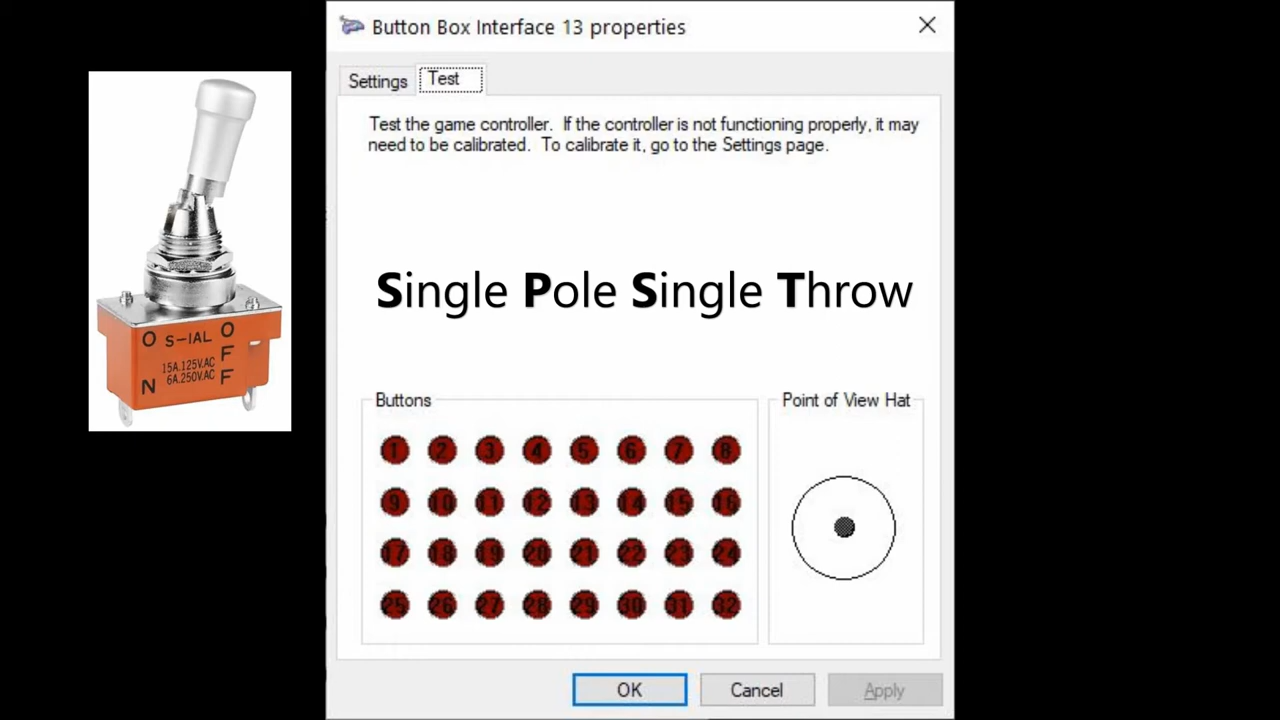 Button Box Interface 13 properties
Settings
Test
Test the game controller. If the controller is not functioning properly, it may
need to be calibrated. To calibrate it, go to the Settings page.
Single Pole Single Throw
O S-IAL O
F
15A.125V.AC
6A.250V.AC
N
F
Buttons
Point of View Hat
1 2 3 4 5 6 7 8
9 10 11 12 13 14 15 16
17 18 19 20 21 22 23 24
25 26 27 28 29 30 31 32
OK
Cancel
Apply